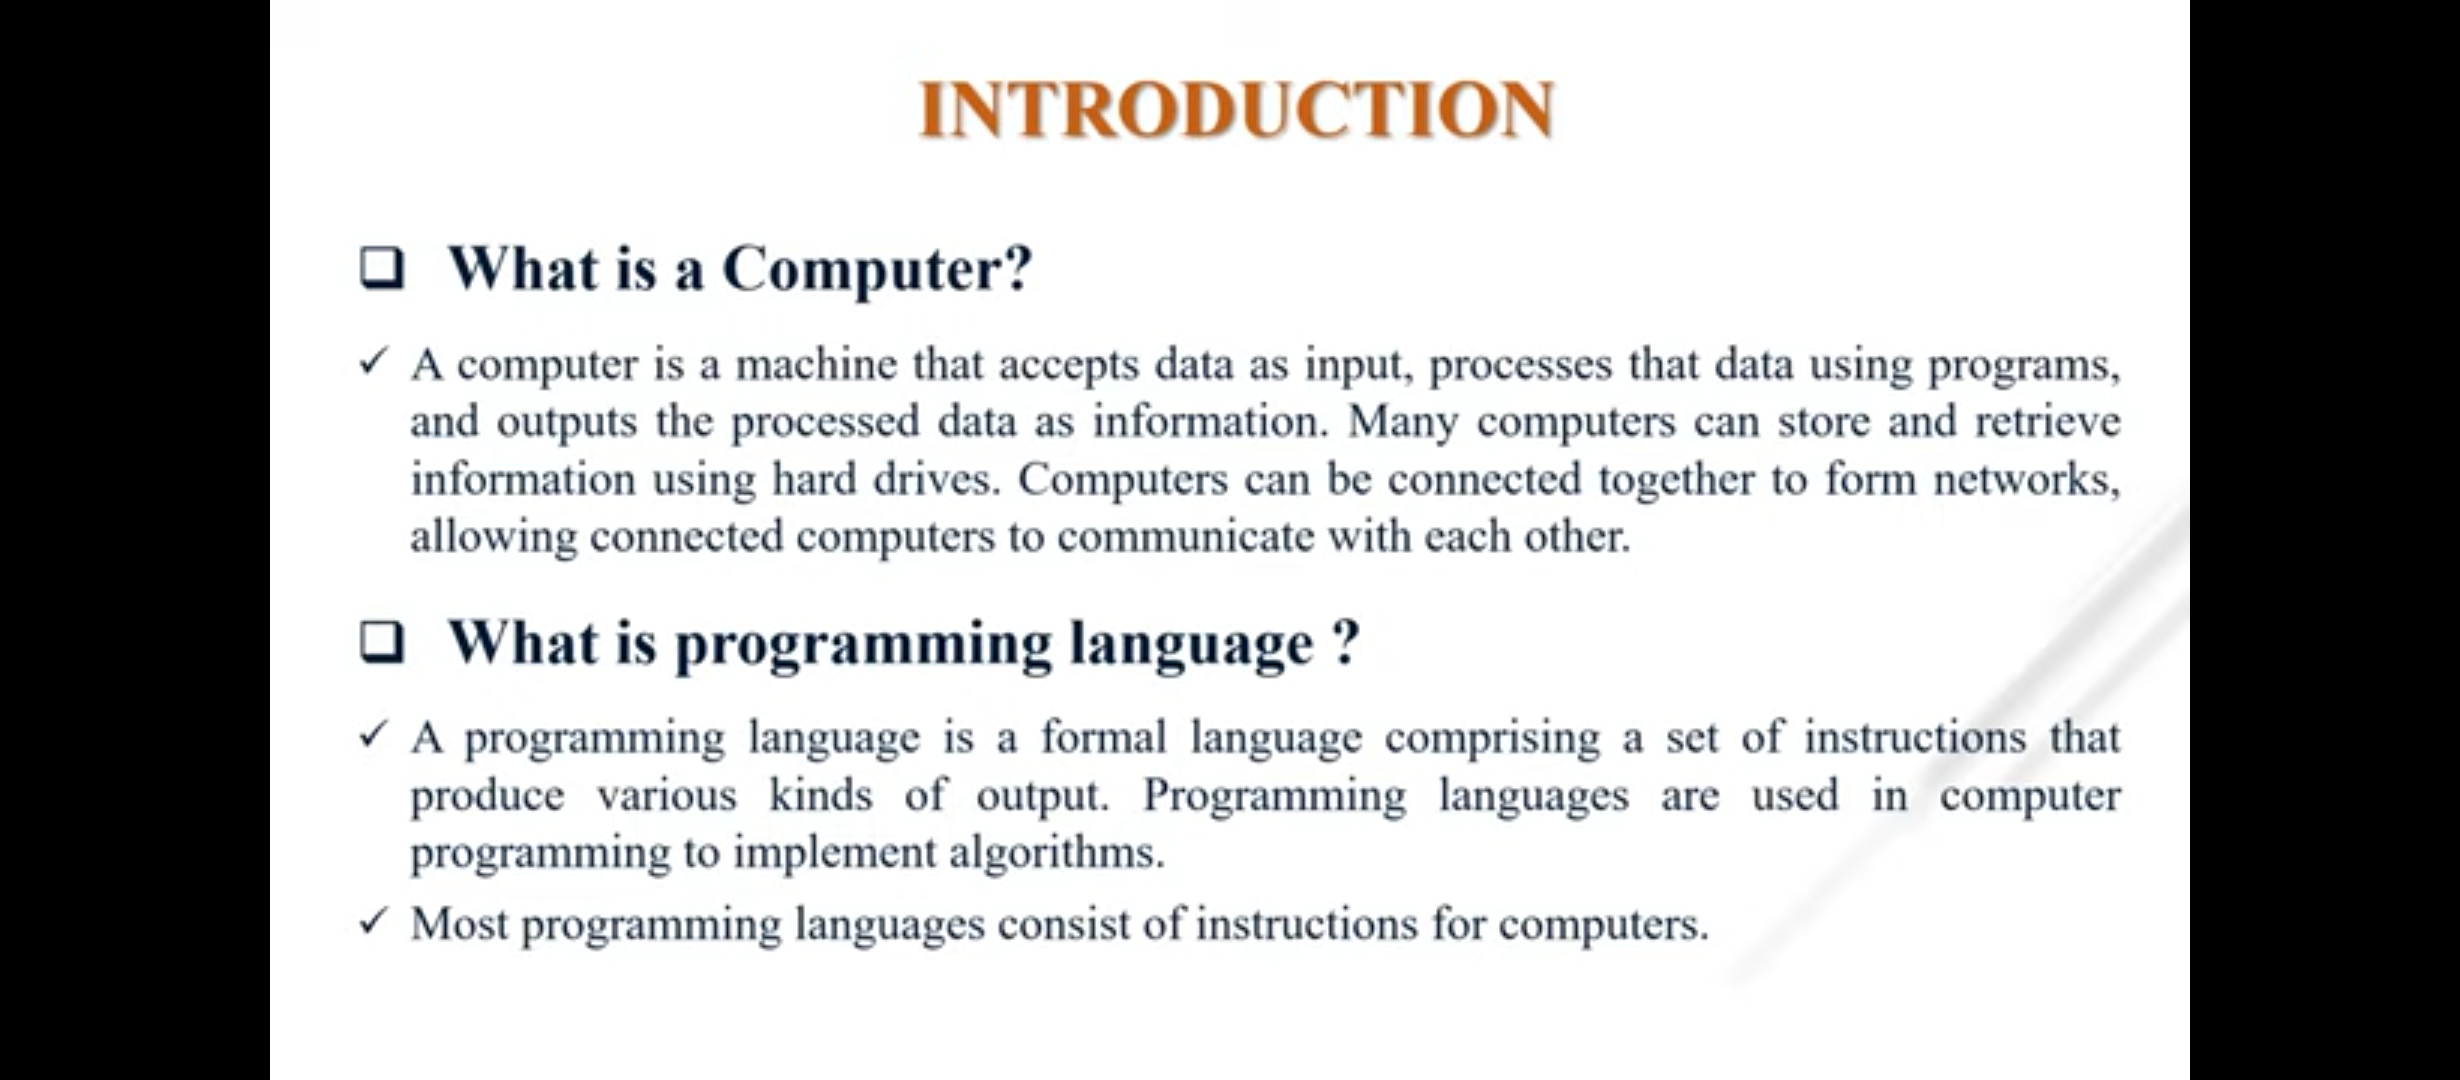 INTRODUCTION
❑ What is a Computer?
✓ A computer is a machine that accepts data as input, processes that data using programs,
and outputs the processed data as information. Many computers can store and retrieve
information using hard drives. Computers can be connected together to form networks,
allowing connected computers to communicate with each other.
❑ What is programming language ?
✓ A programming language is a formal language comprising a set of instructions that
produce various kinds of output. Programming languages are used in computer
programming to implement algorithms.
✓ Most programming languages consist of instructions for computers.